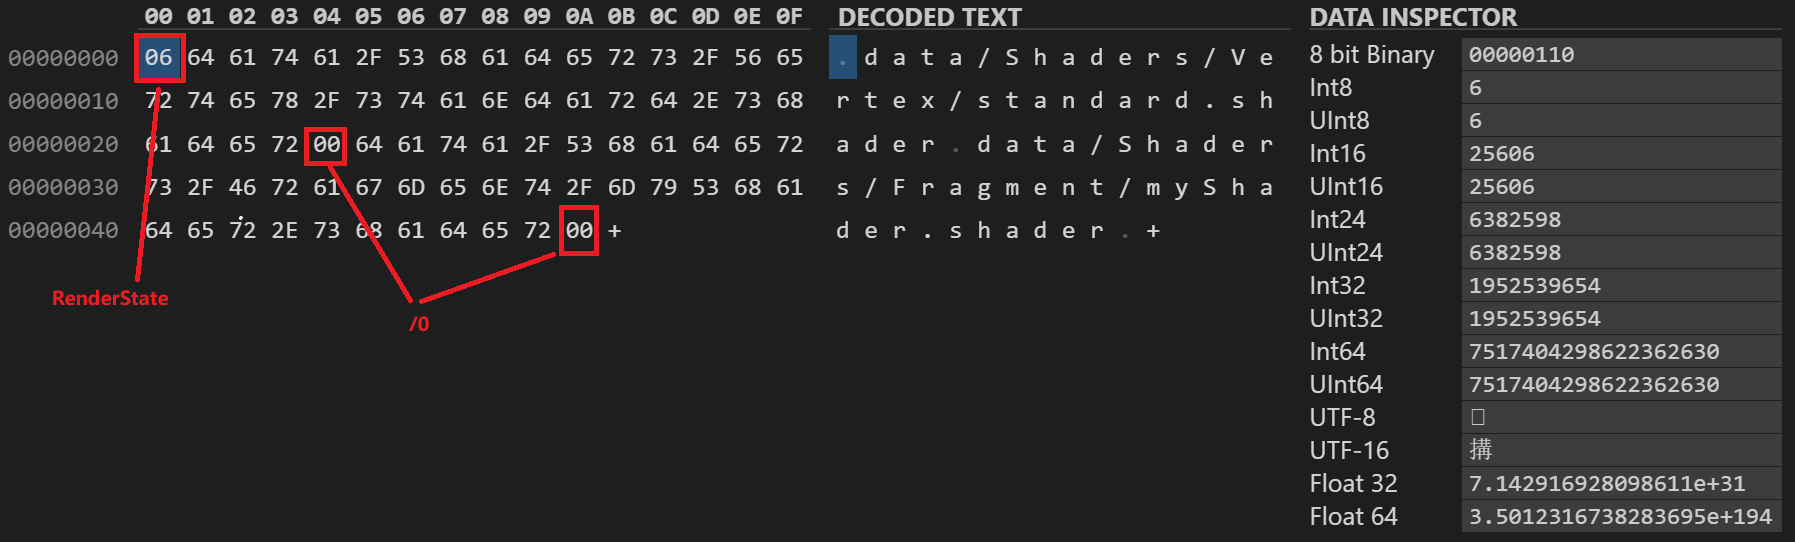 00 01 02 03 04 05 06 07 08 09 0A 0B 0C 0D 0E 0F DECODED TEXT
00000000 06 64 61 74 61 2F 53 68 61 64 65 72 73 2F 56 65 . d a t a / S h a d e r s / V e
00000010 72 74 65 78 2F 73 74 61 6E 64 61 72 64 2E 73 68 r t e x / s t a n d a r d . s h
00000020 61 64 65 72 00 64 61 74 61 2F 53 68 61 64 65 72 a d e r . d a t a / S h a d e r
00000030 73 2F 46 72 61 67 6D 65 6E 74 2F 6D 79 53 68 61 s / F r a g m e n t / m y S h a
00000040 64 65 72 2E 73 68 61 64 65 72 00 + d e r . s h a d e r . +
RenderState
/0
DATA INSPECTOR
8 bit Binary 00000110
Int8 6
UInt8 6
Int16 25606
UInt16 25606
Int24 6382598
UInt24 6382598
Int32 1952539654
UInt32 1952539654
Int64 7517404298622362630
UInt64 7517404298622362630
UTF-8 □
UTF-16 搆
Float 32 7.142916928098611e+31
Float 64 3.5012316738283695e+194